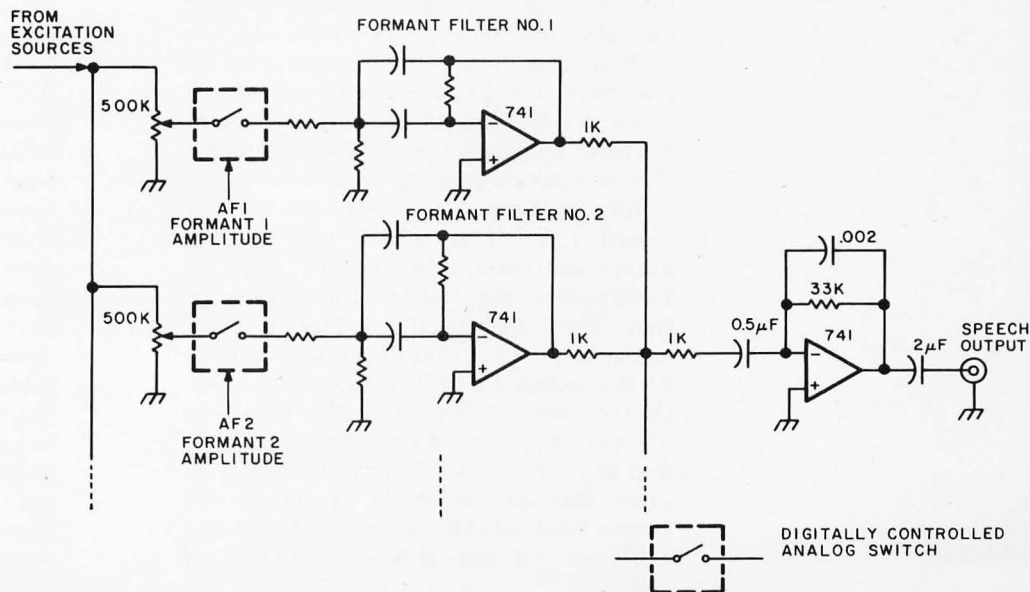 FROM
EXCITATION
SOURCES
FORMANT FILTER NO. 1
500K
741
1K
−
+
AF1
FORMANT 1
AMPLITUDE
FORMANT FILTER NO. 2
500K
741
1K
1K
−
+
AF2
FORMANT 2
AMPLITUDE
.002
33K
0.5µF
741
−
+
2µF
SPEECH
OUTPUT
DIGITALLY CONTROLLED
ANALOG SWITCH